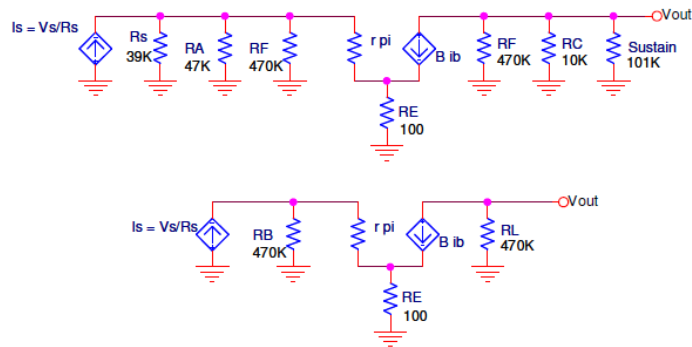 Is = Vs/Rs
Rs
39K
RA
47K
RF
470K
r pi
B ib
RE
100
RF
470K
RC
10K
Sustain
101K
Vout
Is = Vs/Rs
RB
470K
r pi
B ib
RE
100
RL
470K
Vout